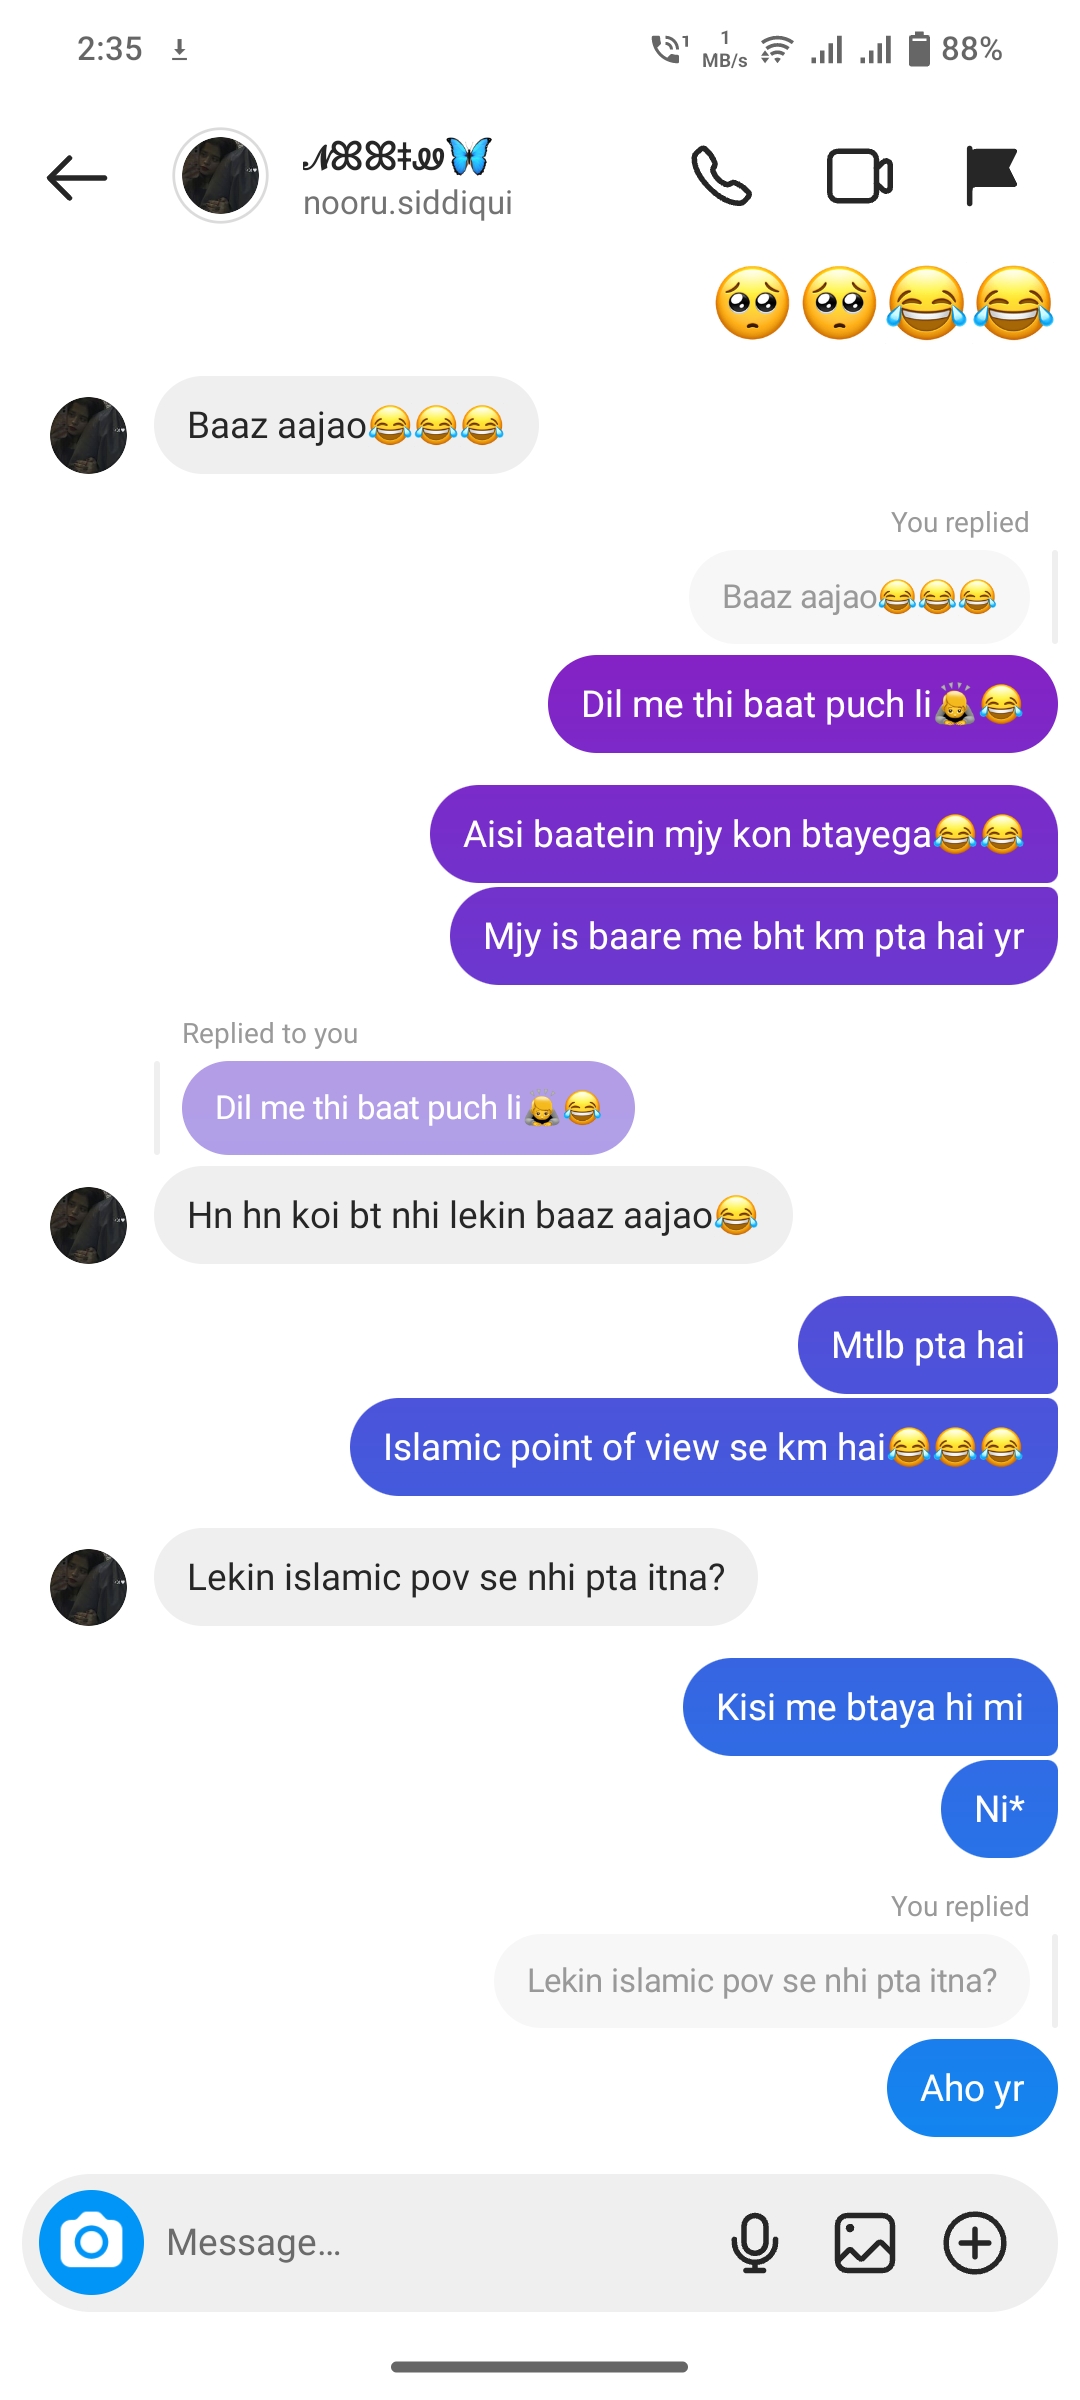 2:35
1
1
MB/s
88%
nooru.siddiqui
🥺🥺😂😂
Baaz aajao😂😂😂
You replied
Baaz aajao😂😂😂
Dil me thi baat puch li🙇😂
Aisi baatein mjy kon btayega😂😂
Mjy is baare me bht km pta hai yr
Replied to you
Dil me thi baat puch li🙇😂
Hn hn koi bt nhi lekin baaz aajao😂
Mtlb pta hai
Islamic point of view se km hai😂😂😂
Lekin islamic pov se nhi pta itna?
Kisi me btaya hi mi
Ni*
You replied
Lekin islamic pov se nhi pta itna?
Aho yr
Message...